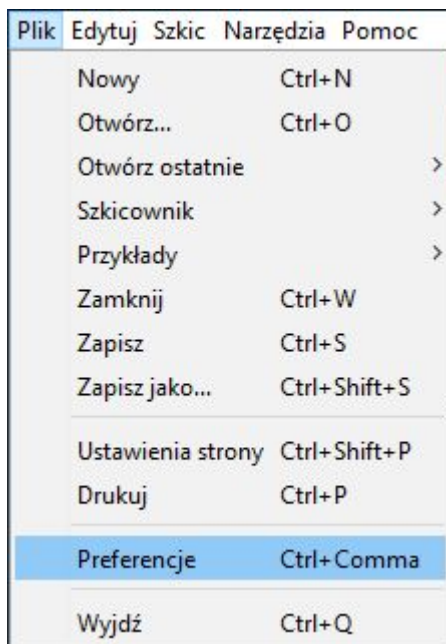 Plik Edytuj Szkic Narzędzia Pomoc
Nowy Ctrl+N
Otwórz... Ctrl+O
Otwórz ostatnie >
Szkicownik >
Przykłady >
Zamknij Ctrl+W
Zapisz Ctrl+S
Zapisz jako... Ctrl+Shift+S
Ustawienia strony Ctrl+Shift+P
Drukuj Ctrl+P
Preferencje Ctrl+Comma
Wyjdź Ctrl+Q